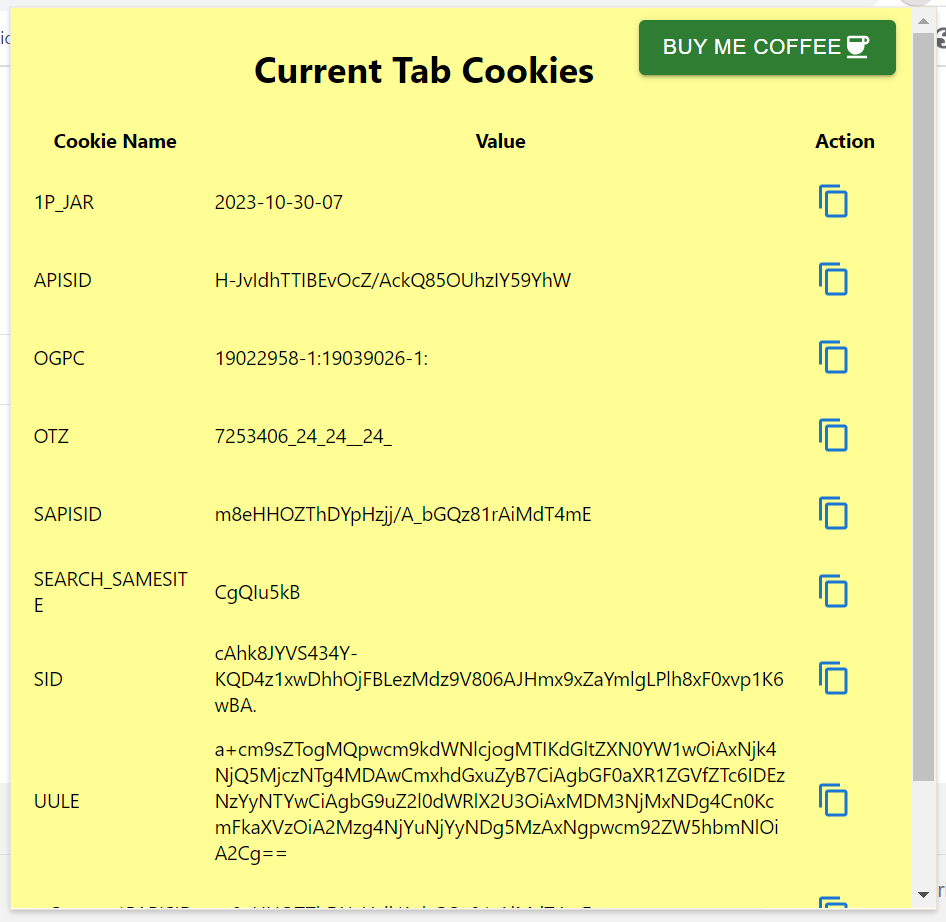 BUY ME COFFEE
Current Tab Cookies
Cookie Name Value Action
1P_JAR 2023-10-30-07
APISID H-JvIdhTTIBEvOcZ/AckQ85OUhzIY59YhW
OGPC 19022958-1:19039026-1:
OTZ 7253406_24_24__24_
SAPISID m8eHHOZThDYpHzjj/A_bGQz81rAiMdT4mE
SEARCH_SAMESIT
E
CgQIu5kB
SID
cAhk8JYVS434Y-
KQD4z1xwDhhOjFBLezMdz9V806AJHmx9xZaYmlgLPlh8xF0xvp1K6
wBA.
UULE
a+cm9sZTogMQpwcm9kdWNlcjogMTIKdGltZXN0YW1wOiAxNjk4
NjQ5MjczNTg4MDAwCmxhdGxuZyB7CiAgbGF0aXR1ZGVfZTc6IDEz
NzYyNTYwCiAgbG9uZ2l0dWRlX2U3OiAxMDM3NjMxNDg4Cn0Kc
mFkaXVzOiA2Mzg4NjYuNjYyNDg5MzAxNgpwcm92ZW5hbmNlOi
A2Cg==